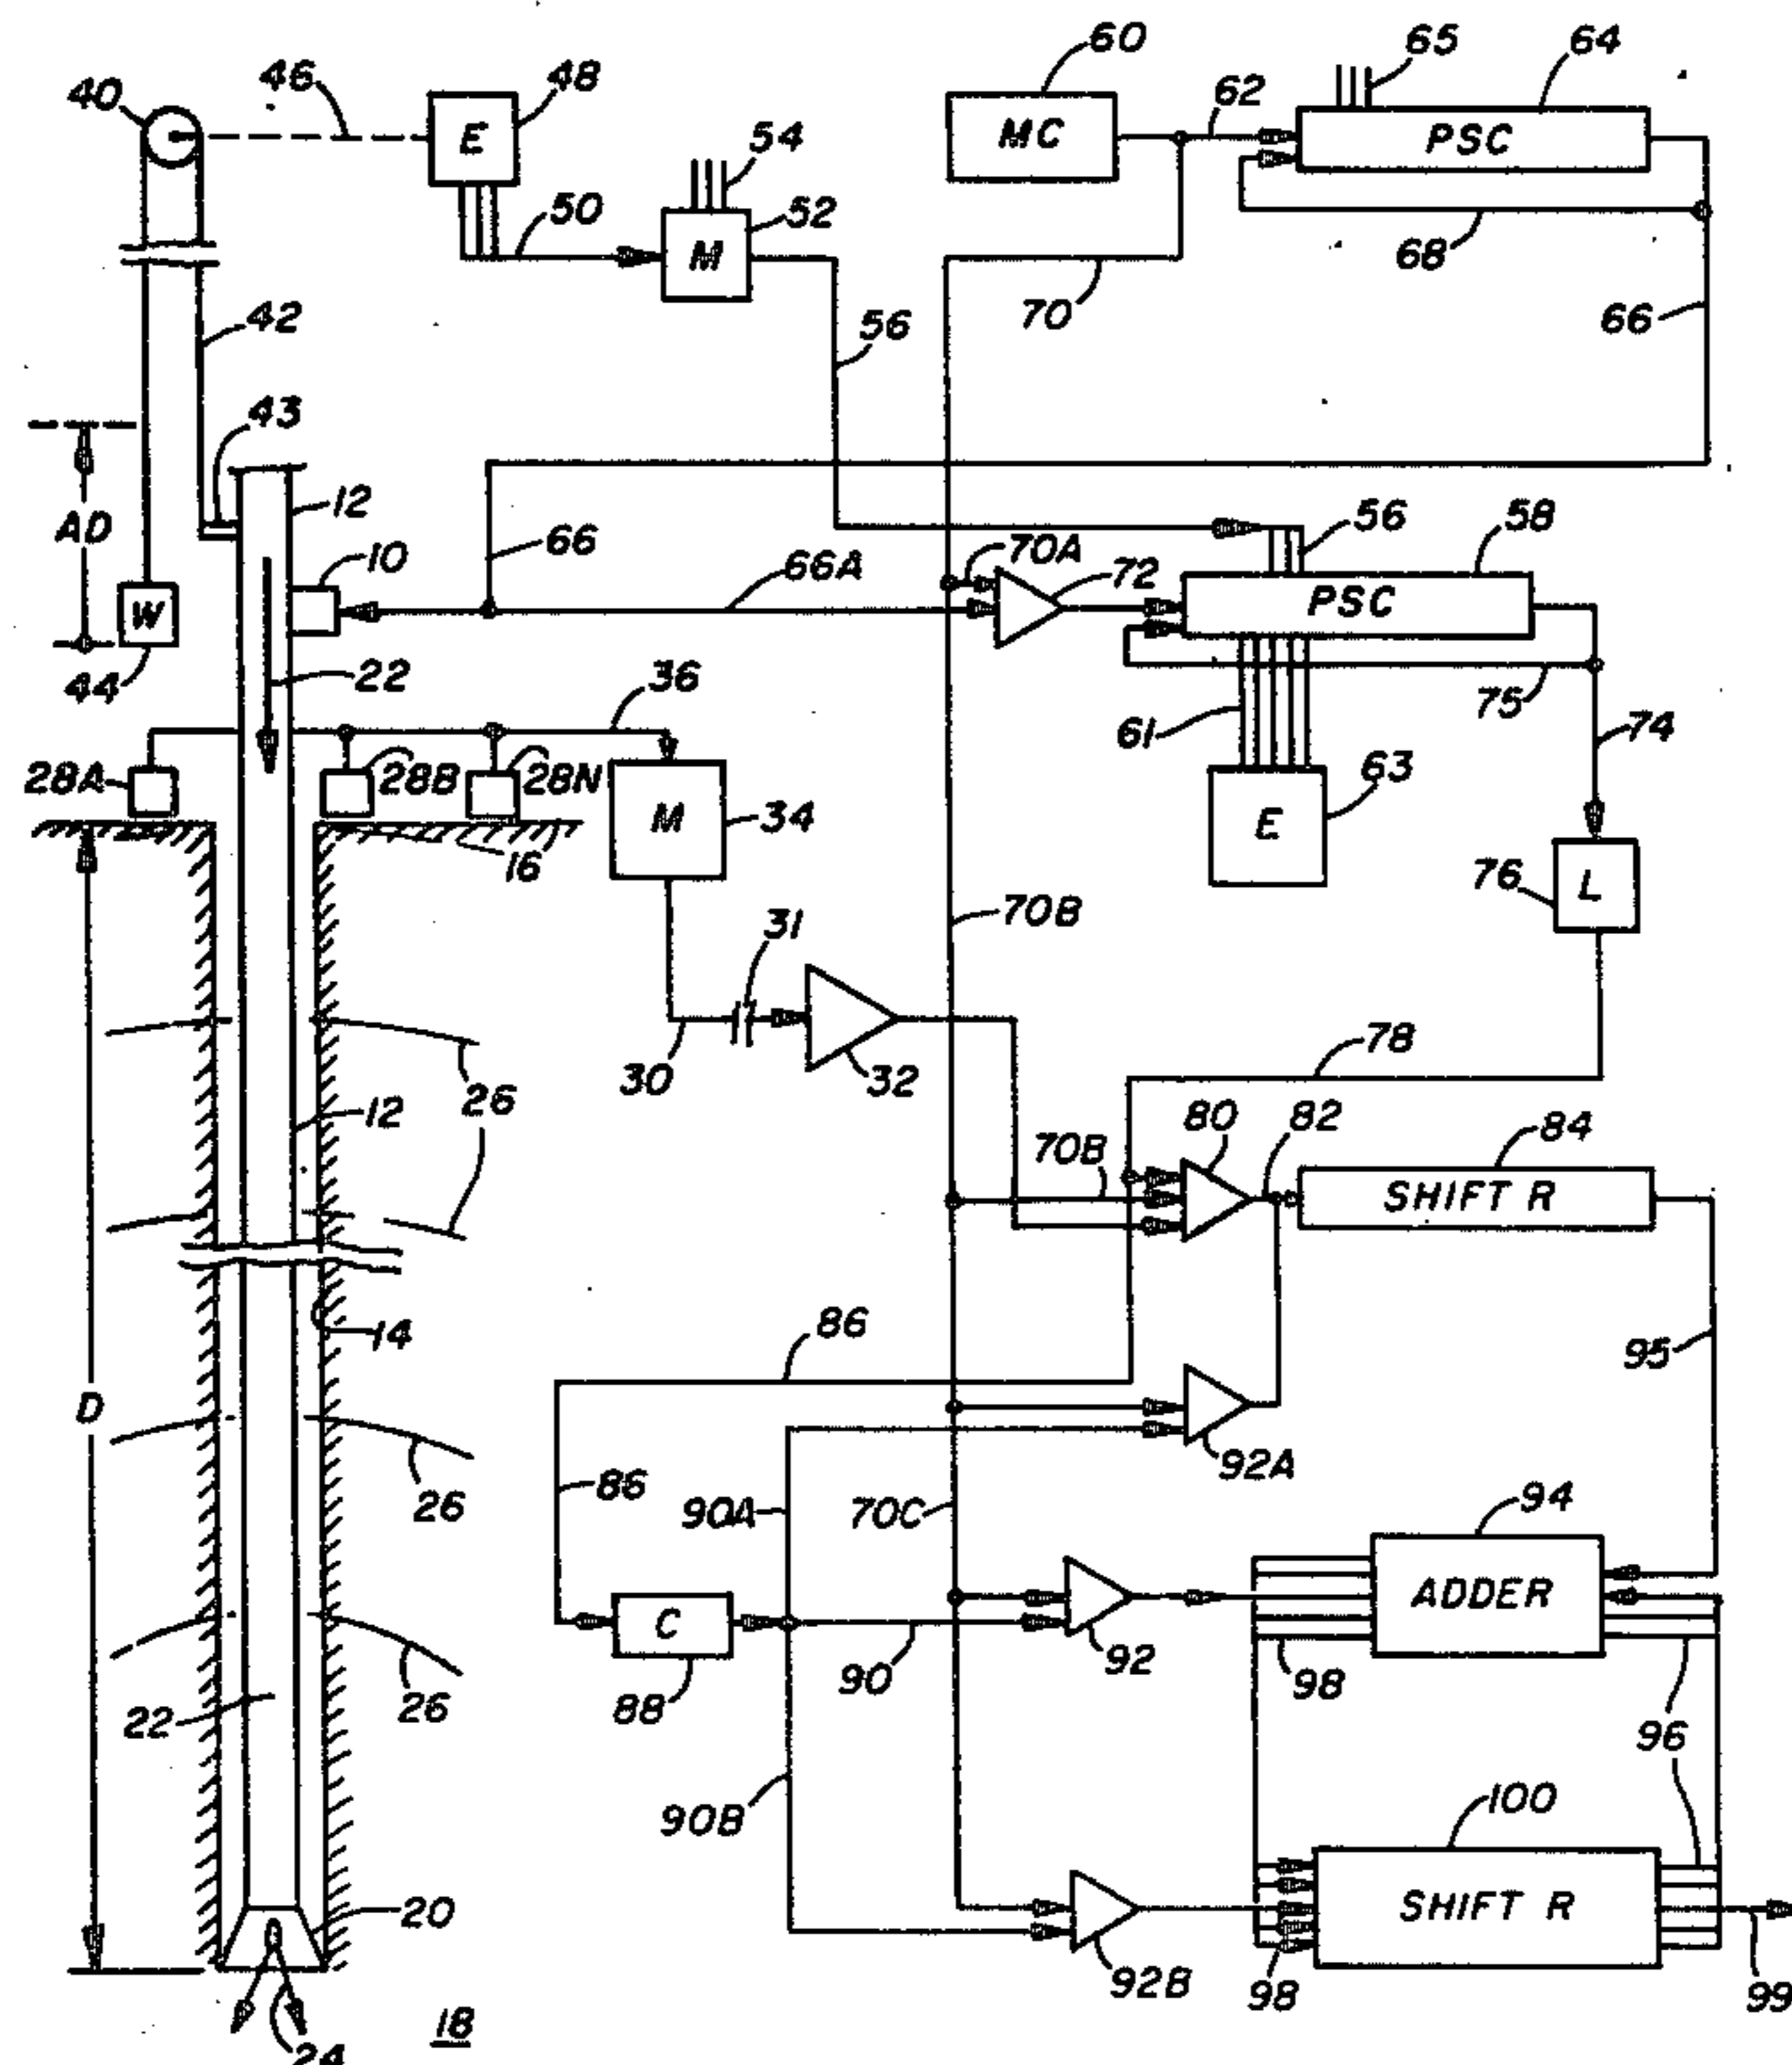 60
65
64
40
46
48
62
E
MC
PSC
54
50
52
M
68
42
56
70
66
43
12
AD
10
66
66A
70A
72
56
58
W
PSC
44
22
36
75
61
74
28A
28B
28N
M
34
63
E
16
76
L
70B
31
30
32
78
26
12
80
82
84
70B
SHIFT R
26
14
86
95
D
92A
86
90A
70C
94
26
ADDER
C
90
92
98
22
26
88
96
90B
100
20
SHIFT R
92B
98
99
18
24